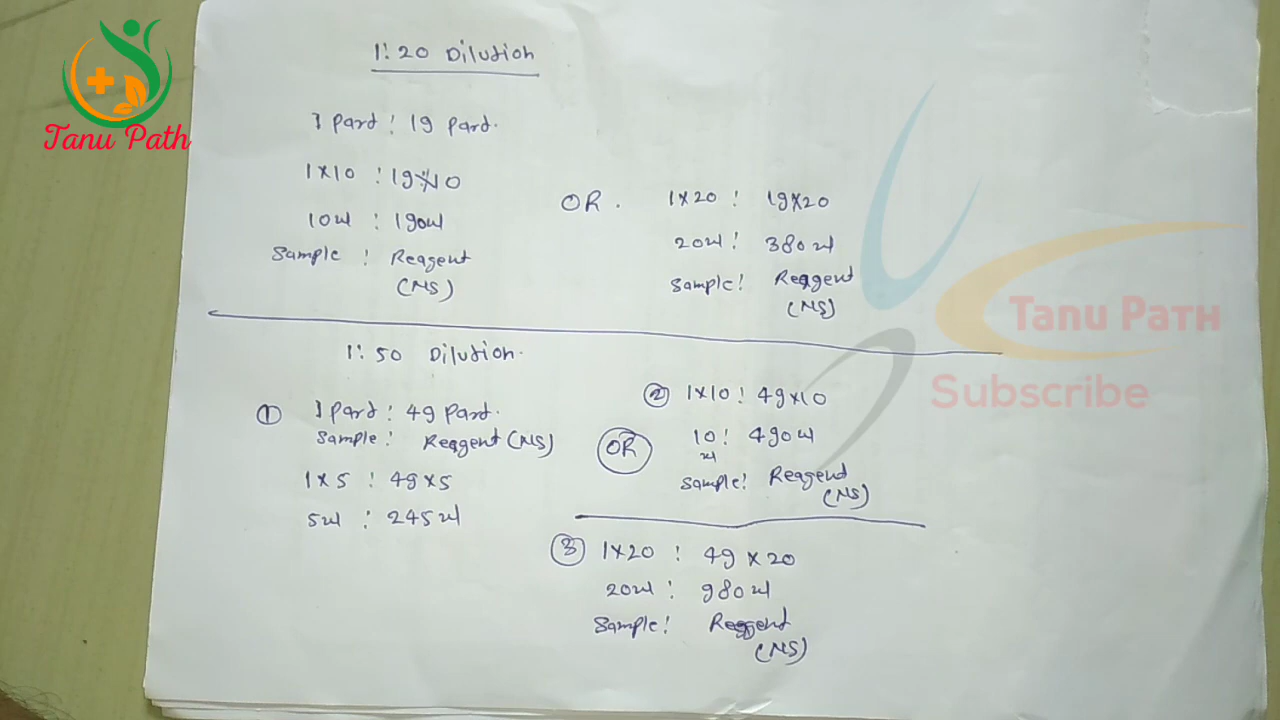 Tanu Path
1:20 Dilution
1 Part : 19 Part.
1x10 : 19x10
10ul : 190ul
Sample : Reagent
(NS)
OR.
1x20 : 19x20
20ul : 380ul
Sample : Reagent
(NS)
Tanu Path
Subscribe
1:50 Dilution.
① 1 Part : 49 Part.
Sample : Reagent (NS)
1x5 : 49x5
5ul : 245ul
OR
② 1x10 : 49x10
10 : 490ul
ul
Sample : Reagent
(NS)
③ 1x20 : 49x20
20ul : 980ul
Sample : Reagent
(NS)